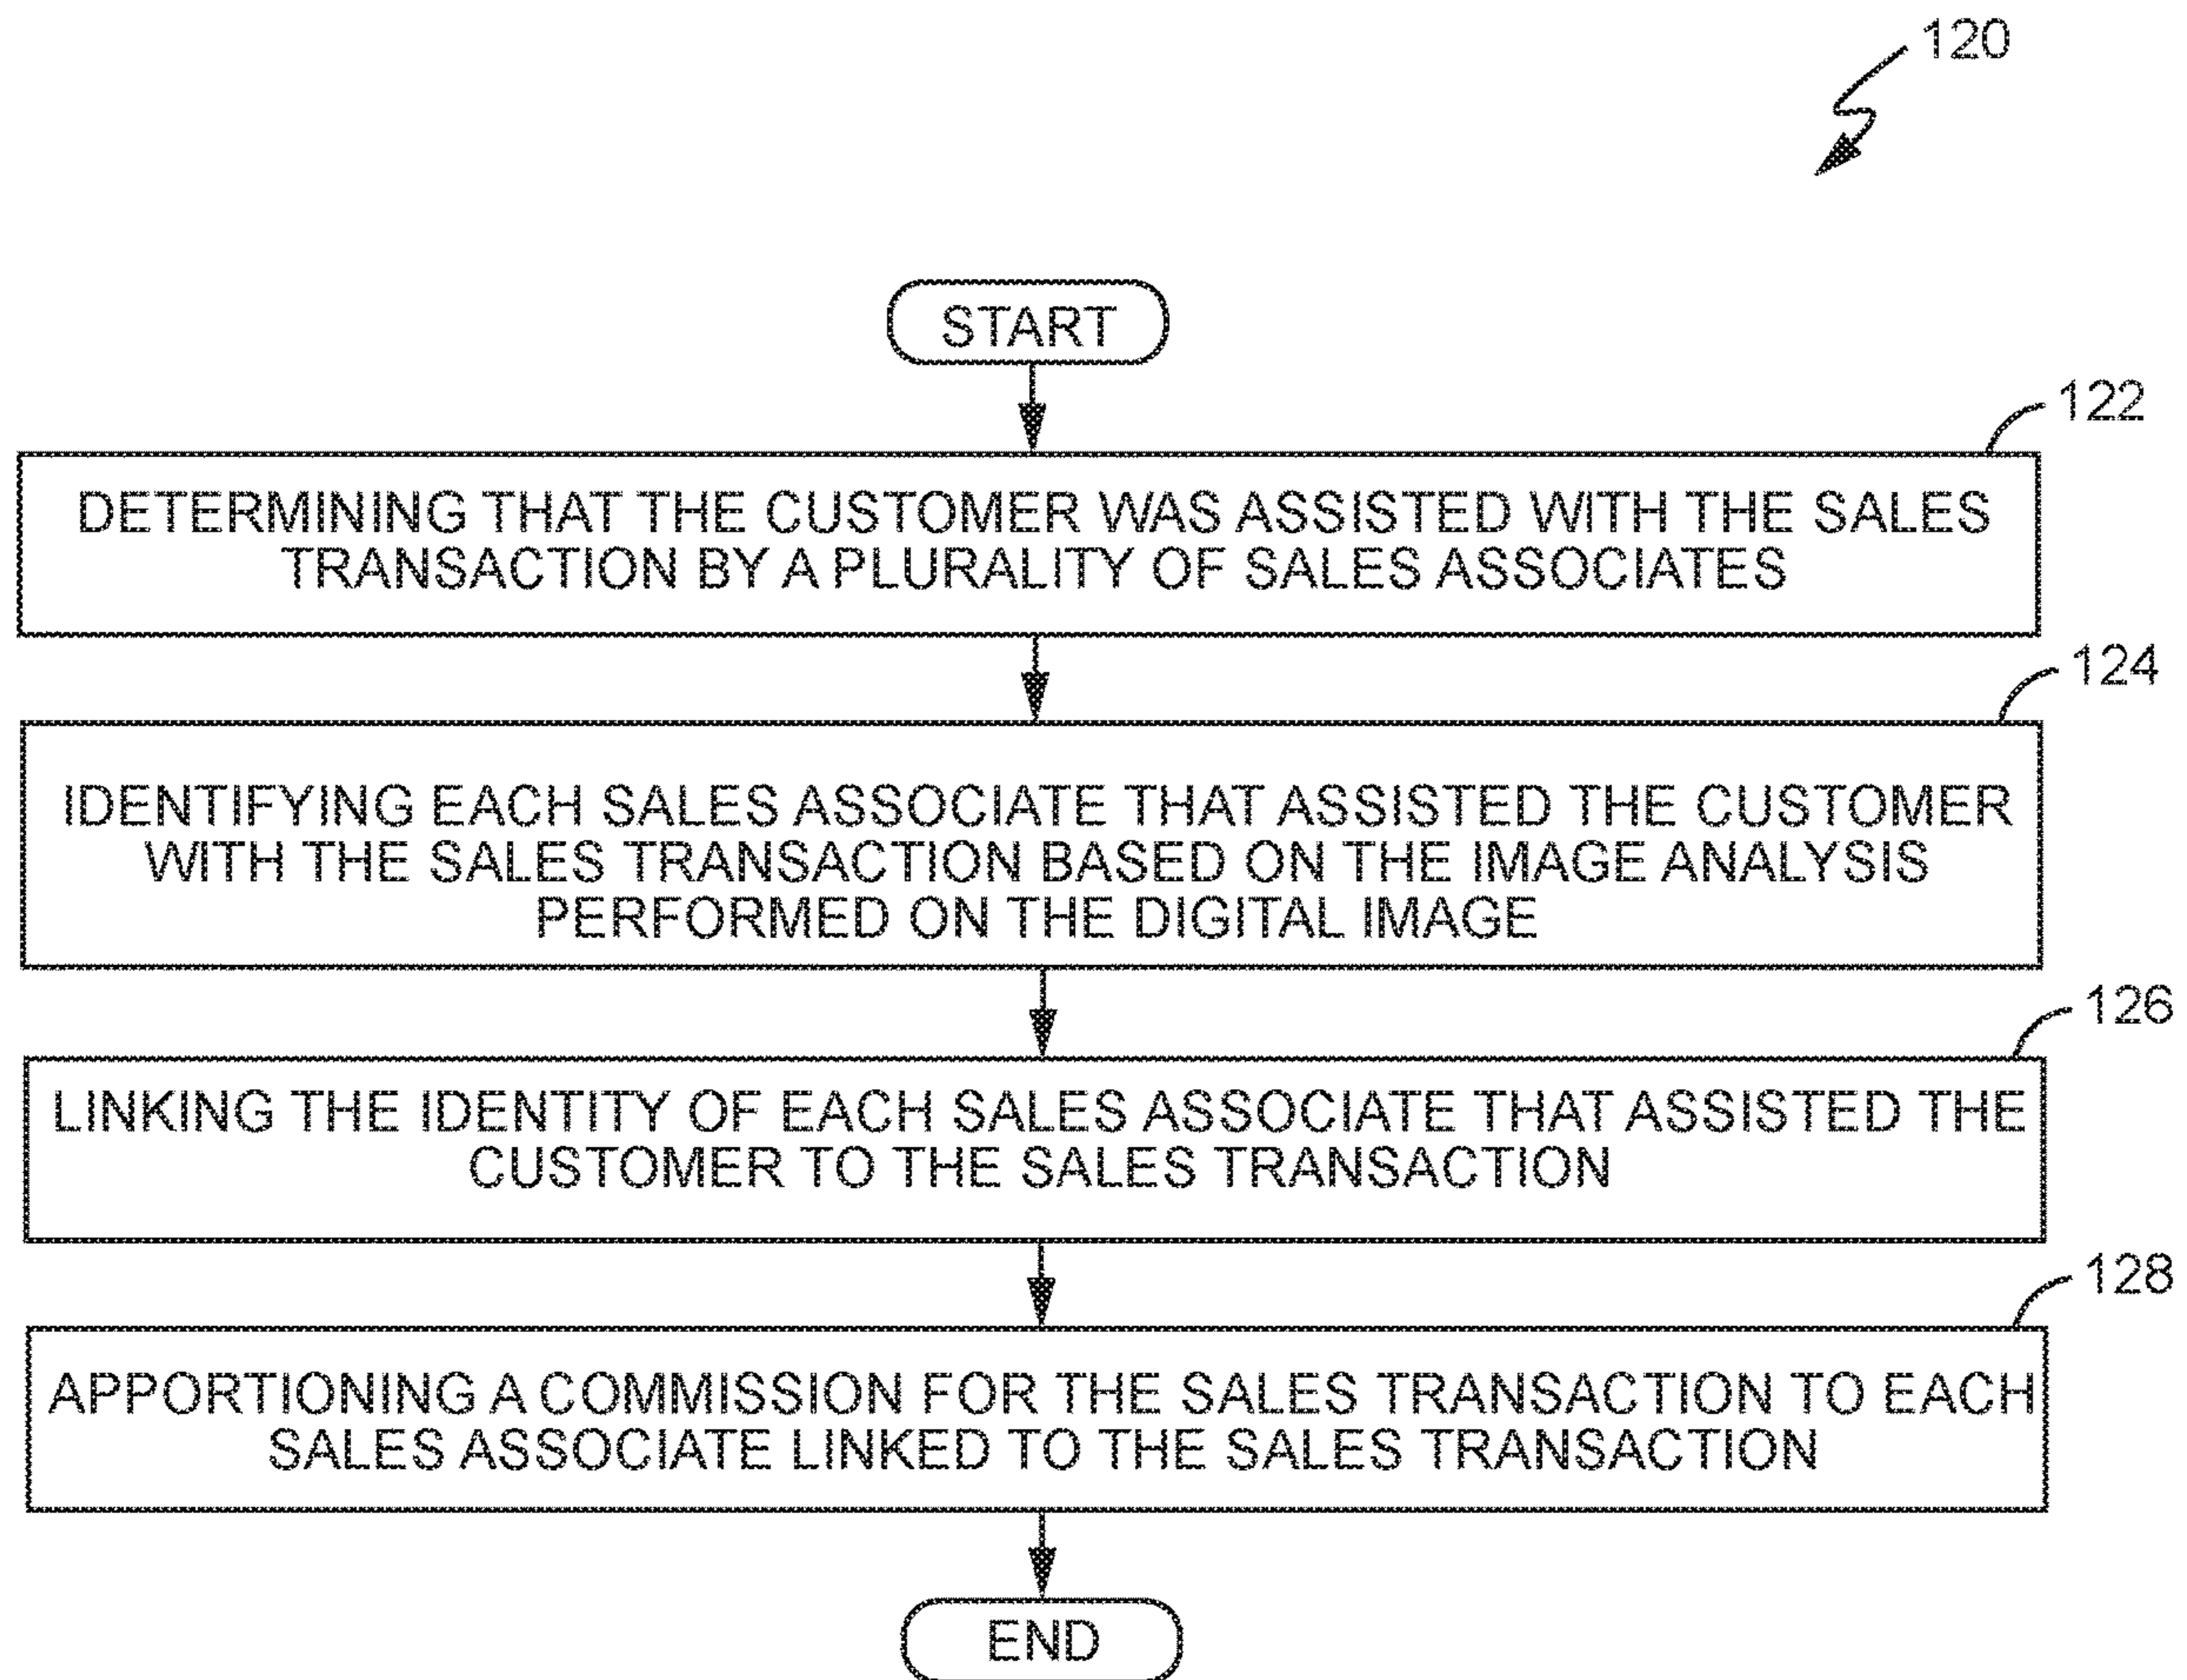 120
START
122
DETERMINING THAT THE CUSTOMER WAS ASSISTED WITH THE SALES
TRANSACTION BY A PLURALITY OF SALES ASSOCIATES
124
IDENTIFYING EACH SALES ASSOCIATE THAT ASSISTED THE CUSTOMER
WITH THE SALES TRANSACTION BASED ON THE IMAGE ANALYSIS
PERFORMED ON THE DIGITAL IMAGE
126
LINKING THE IDENTITY OF EACH SALES ASSOCIATE THAT ASSISTED THE
CUSTOMER TO THE SALES TRANSACTION
128
APPORTIONING A COMMISSION FOR THE SALES TRANSACTION TO EACH
SALES ASSOCIATE LINKED TO THE SALES TRANSACTION
END